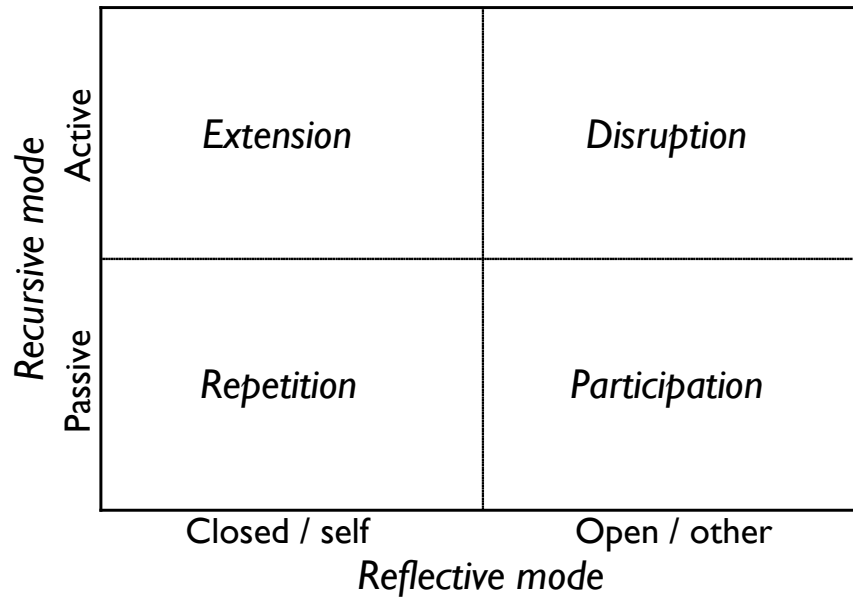 Recursive mode
Active
Passive
Extension
Disruption
Repetition
Participation
Closed / self
Open / other
Reflective mode